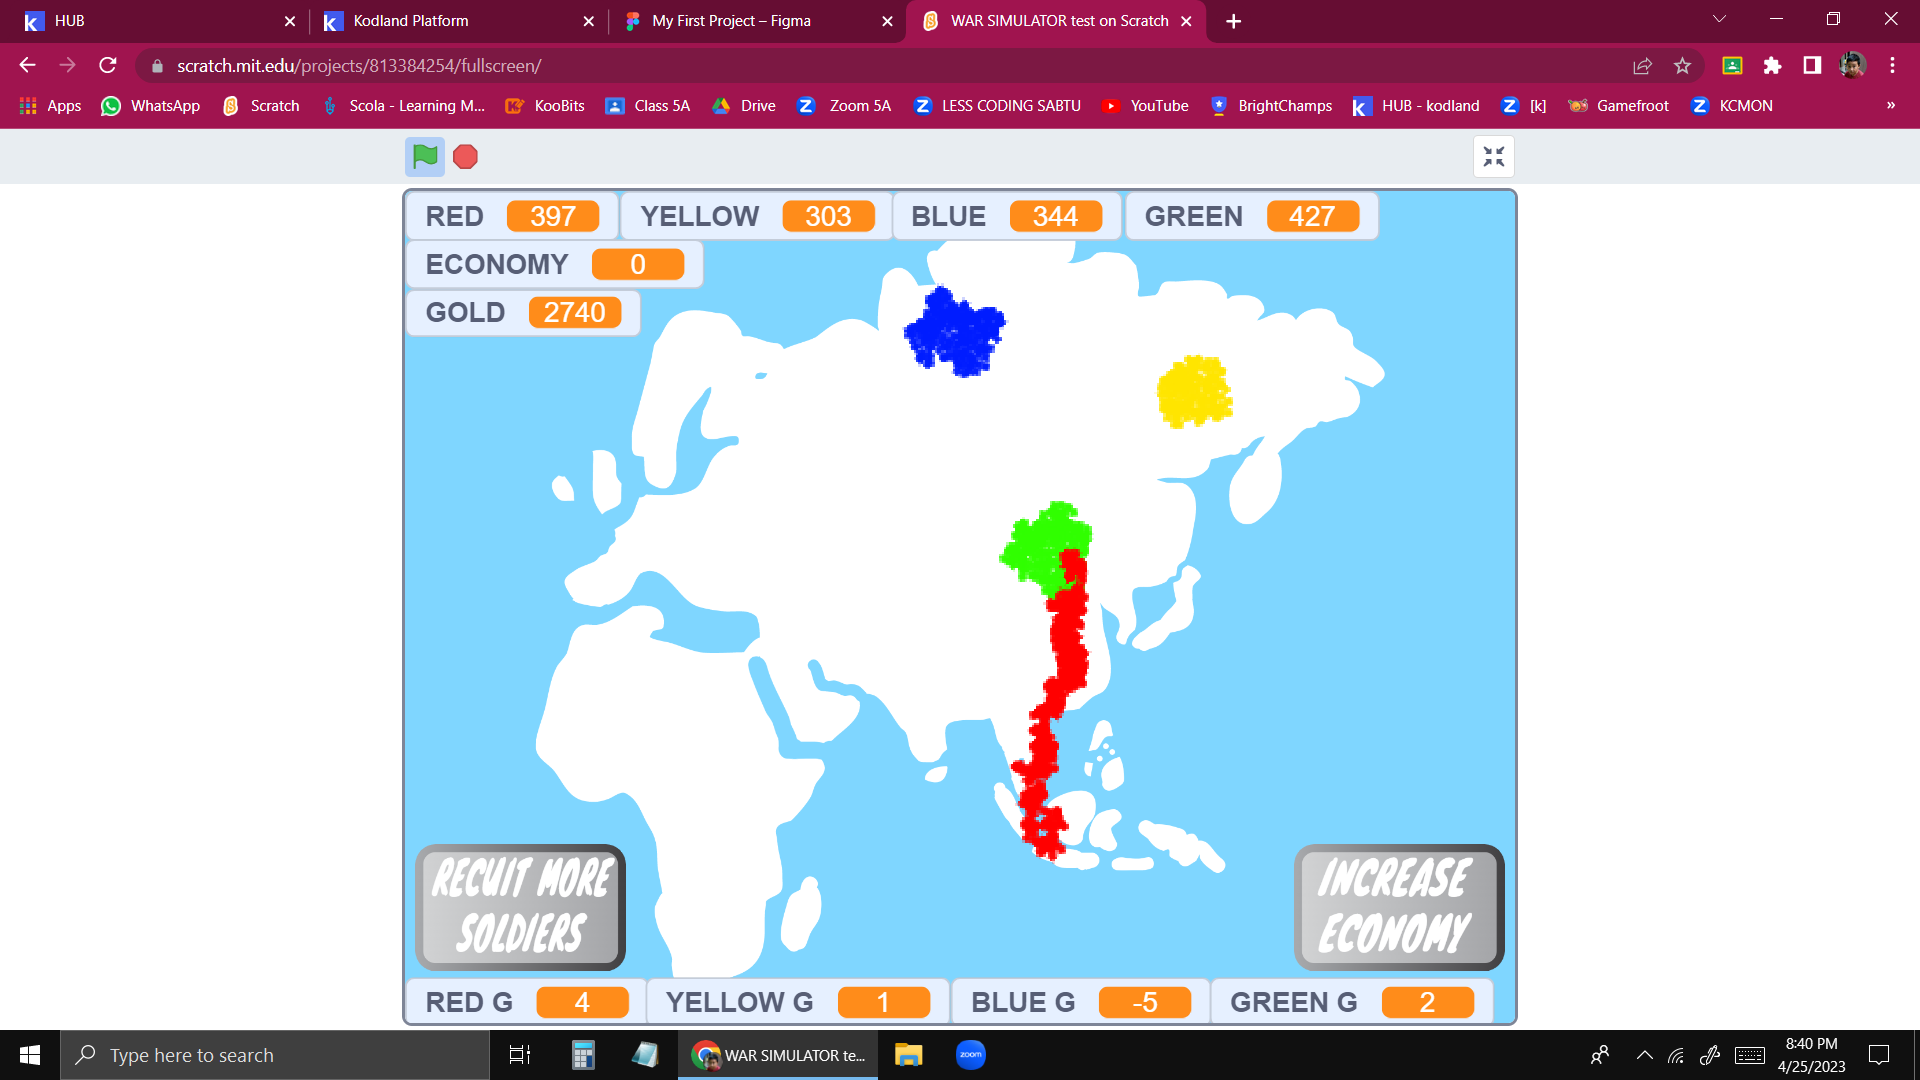 HUB
Kodland Platform
My First Project – Figma
WAR SIMULATOR test on Scratch
scratch.mit.edu/projects/813384254/fullscreen/
Apps
WhatsApp
Scratch
Scola - Learning M...
KooBits
Class 5A
Drive
Zoom 5A
LESS CODING SABTU
YouTube
BrightChamps
HUB - kodland
[k]
Gamefroot
KCMON
»
RED 397
YELLOW 303
BLUE 344
GREEN 427
ECONOMY 0
GOLD 2740
RECUIT MORE
SOLDIERS
INCREASE
ECONOMY
RED G 4
YELLOW G 1
BLUE G -5
GREEN G 2
Type here to search
WAR SIMULATOR te...
zoom
8:40 PM
4/25/2023